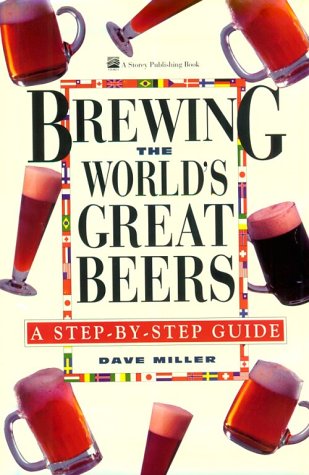 A Storey Publishing Book
BREWING
THE
WORLD'S
GREAT
BEERS
A STEP-BY-STEP GUIDE
DAVE MILLER